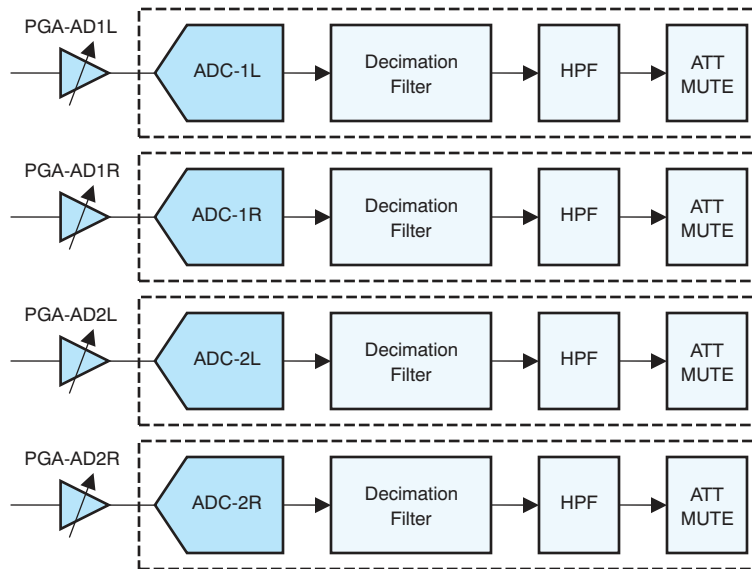 PGA-AD1L
ADC-1L
Decimation
Filter
HPF
ATT
MUTE
PGA-AD1R
ADC-1R
Decimation
Filter
HPF
ATT
MUTE
PGA-AD2L
ADC-2L
Decimation
Filter
HPF
ATT
MUTE
PGA-AD2R
ADC-2R
Decimation
Filter
HPF
ATT
MUTE